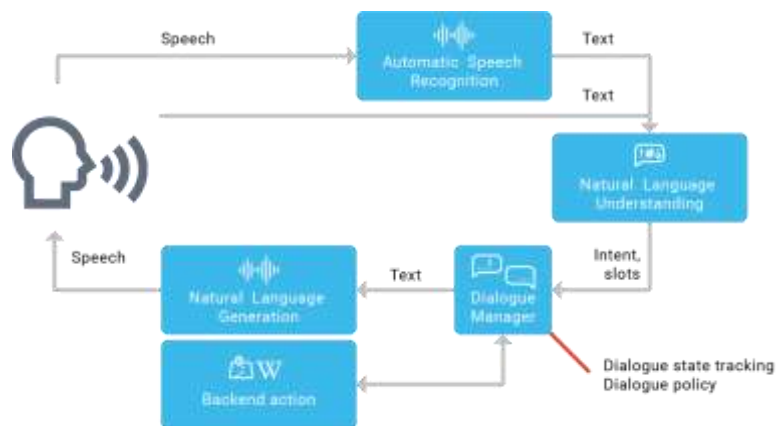 Speech
Automatic Speech
Recognition
Text
Text
!#@
Natural Language
Understanding
Intent,
slots
Dialogue
Manager
Text
Natural Language
Generation
Speech
W
Backend action
Dialogue state tracking
Dialogue policy